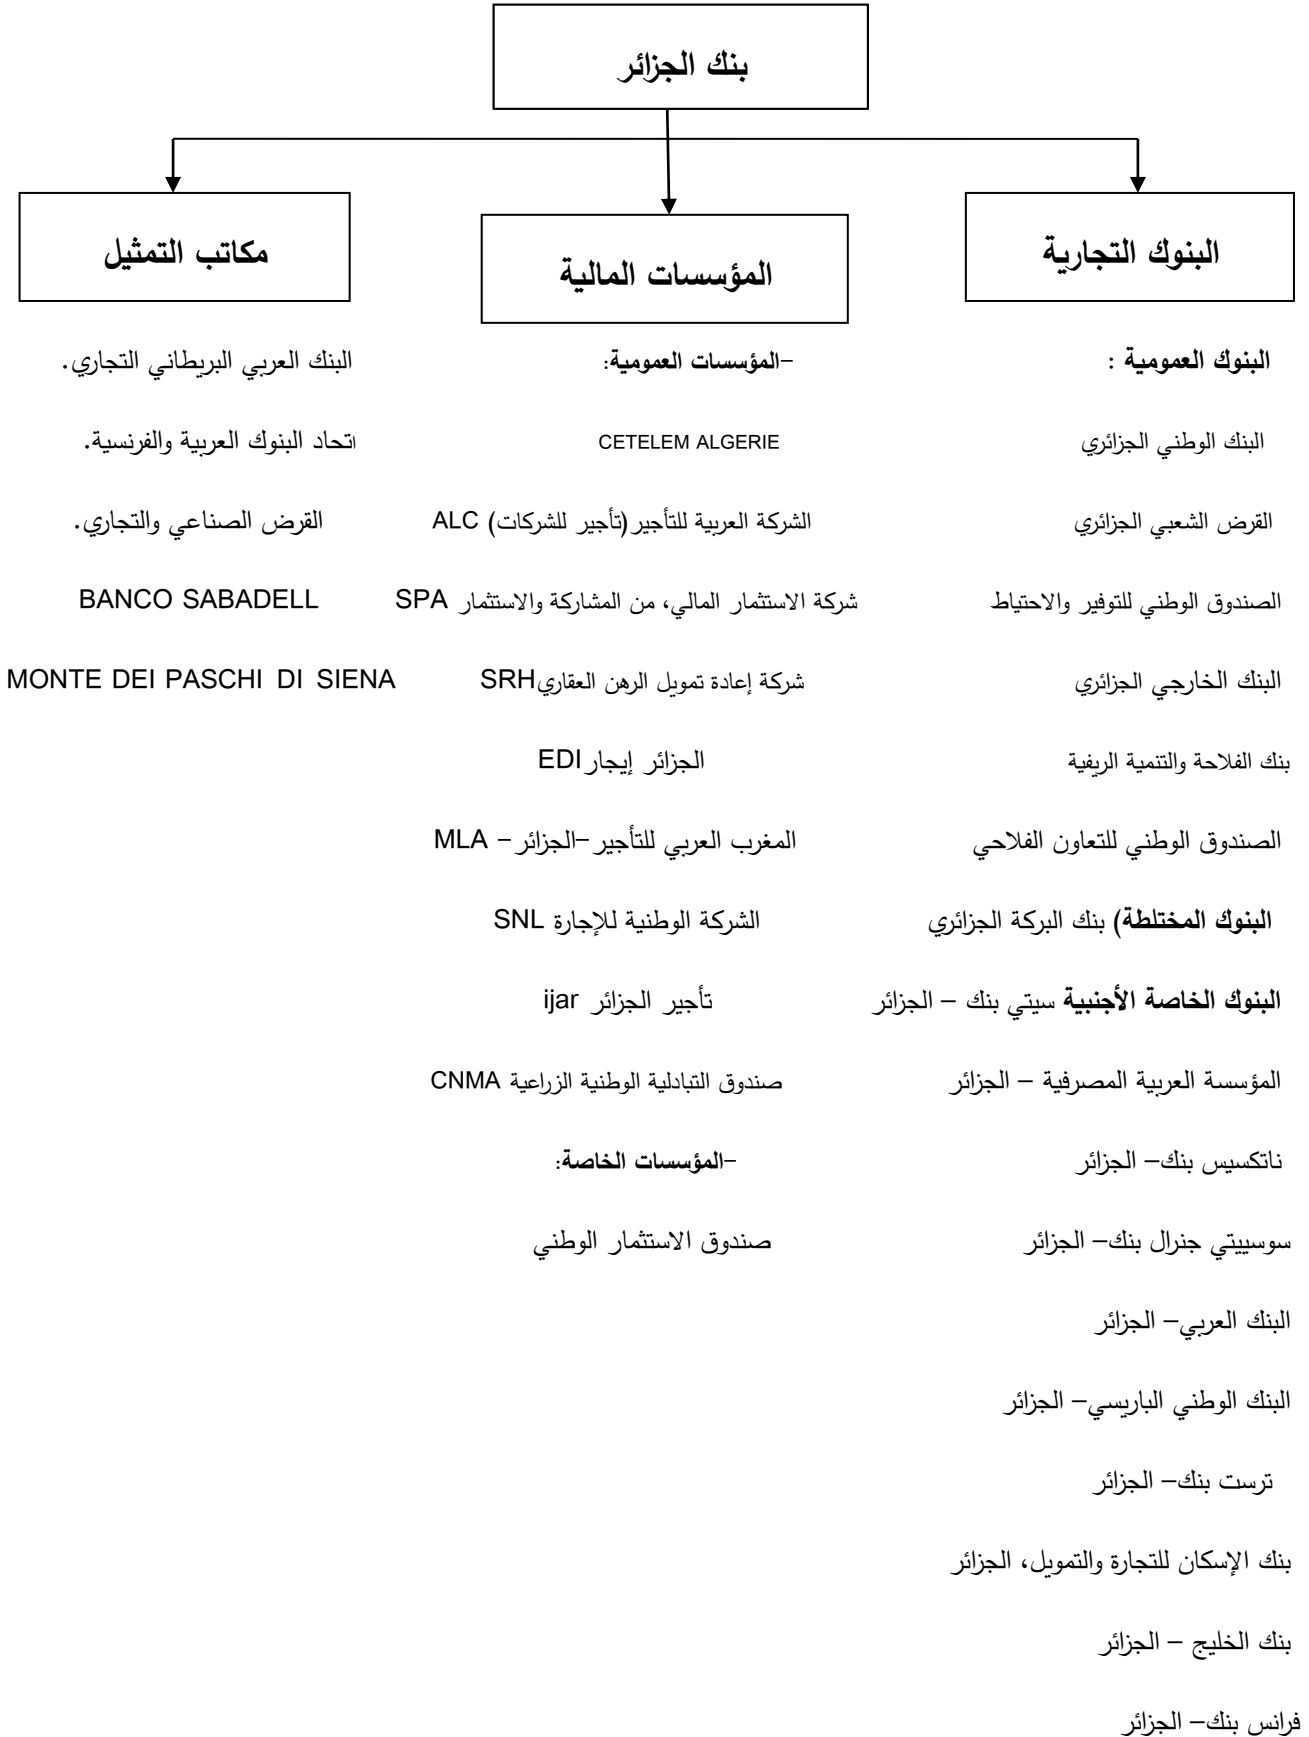 بنك الجزائر
البنوك التجارية
المؤسسات المالية
مكاتب التمثيل
البنوك العمومية :
البنك الوطني الجزائري
القرض الشعبي الجزائري
الصندوق الوطني للتوفير والاحتياط
البنك الخارجي الجزائري
بنك الفلاحة والتنمية الريفية
الصندوق الوطني للتعاون الفلاحي
البنوك المختلطة) بنك البركة الجزائري
البنوك الخاصة الأجنبية سيتي بنك – الجزائر
المؤسسة العربية المصرفية – الجزائر
ناتكسيس بنك– الجزائر
سوسييتي جنرال بنك– الجزائر
البنك العربي– الجزائر
البنك الوطني الباريسي– الجزائر
ترست بنك– الجزائر
بنك الإسكان للتجارة والتمويل، الجزائر
بنك الخليج – الجزائر
فرانس بنك– الجزائر
-المؤسسات العمومية:
CETELEM ALGERIE
الشركة العربية للتأجير(تأجير للشركات) ALC
شركة الاستثمار المالي، من المشاركة والاستثمار SPA
شركة إعادة تمويل الرهن العقاريSRH
الجزائر إيجارEDI
المغرب العربي للتأجير –الجزائر – MLA
الشركة الوطنية للإجارة SNL
تأجير الجزائر ijar
صندوق التبادلية الوطنية الزراعية CNMA
-المؤسسات الخاصة:
صندوق الاستثمار الوطني
البنك العربي البريطاني التجاري.
اتحاد البنوك العربية والفرنسية.
القرض الصناعي والتجاري.
BANCO SABADELL
MONTE DEI PASCHI DI SIENA